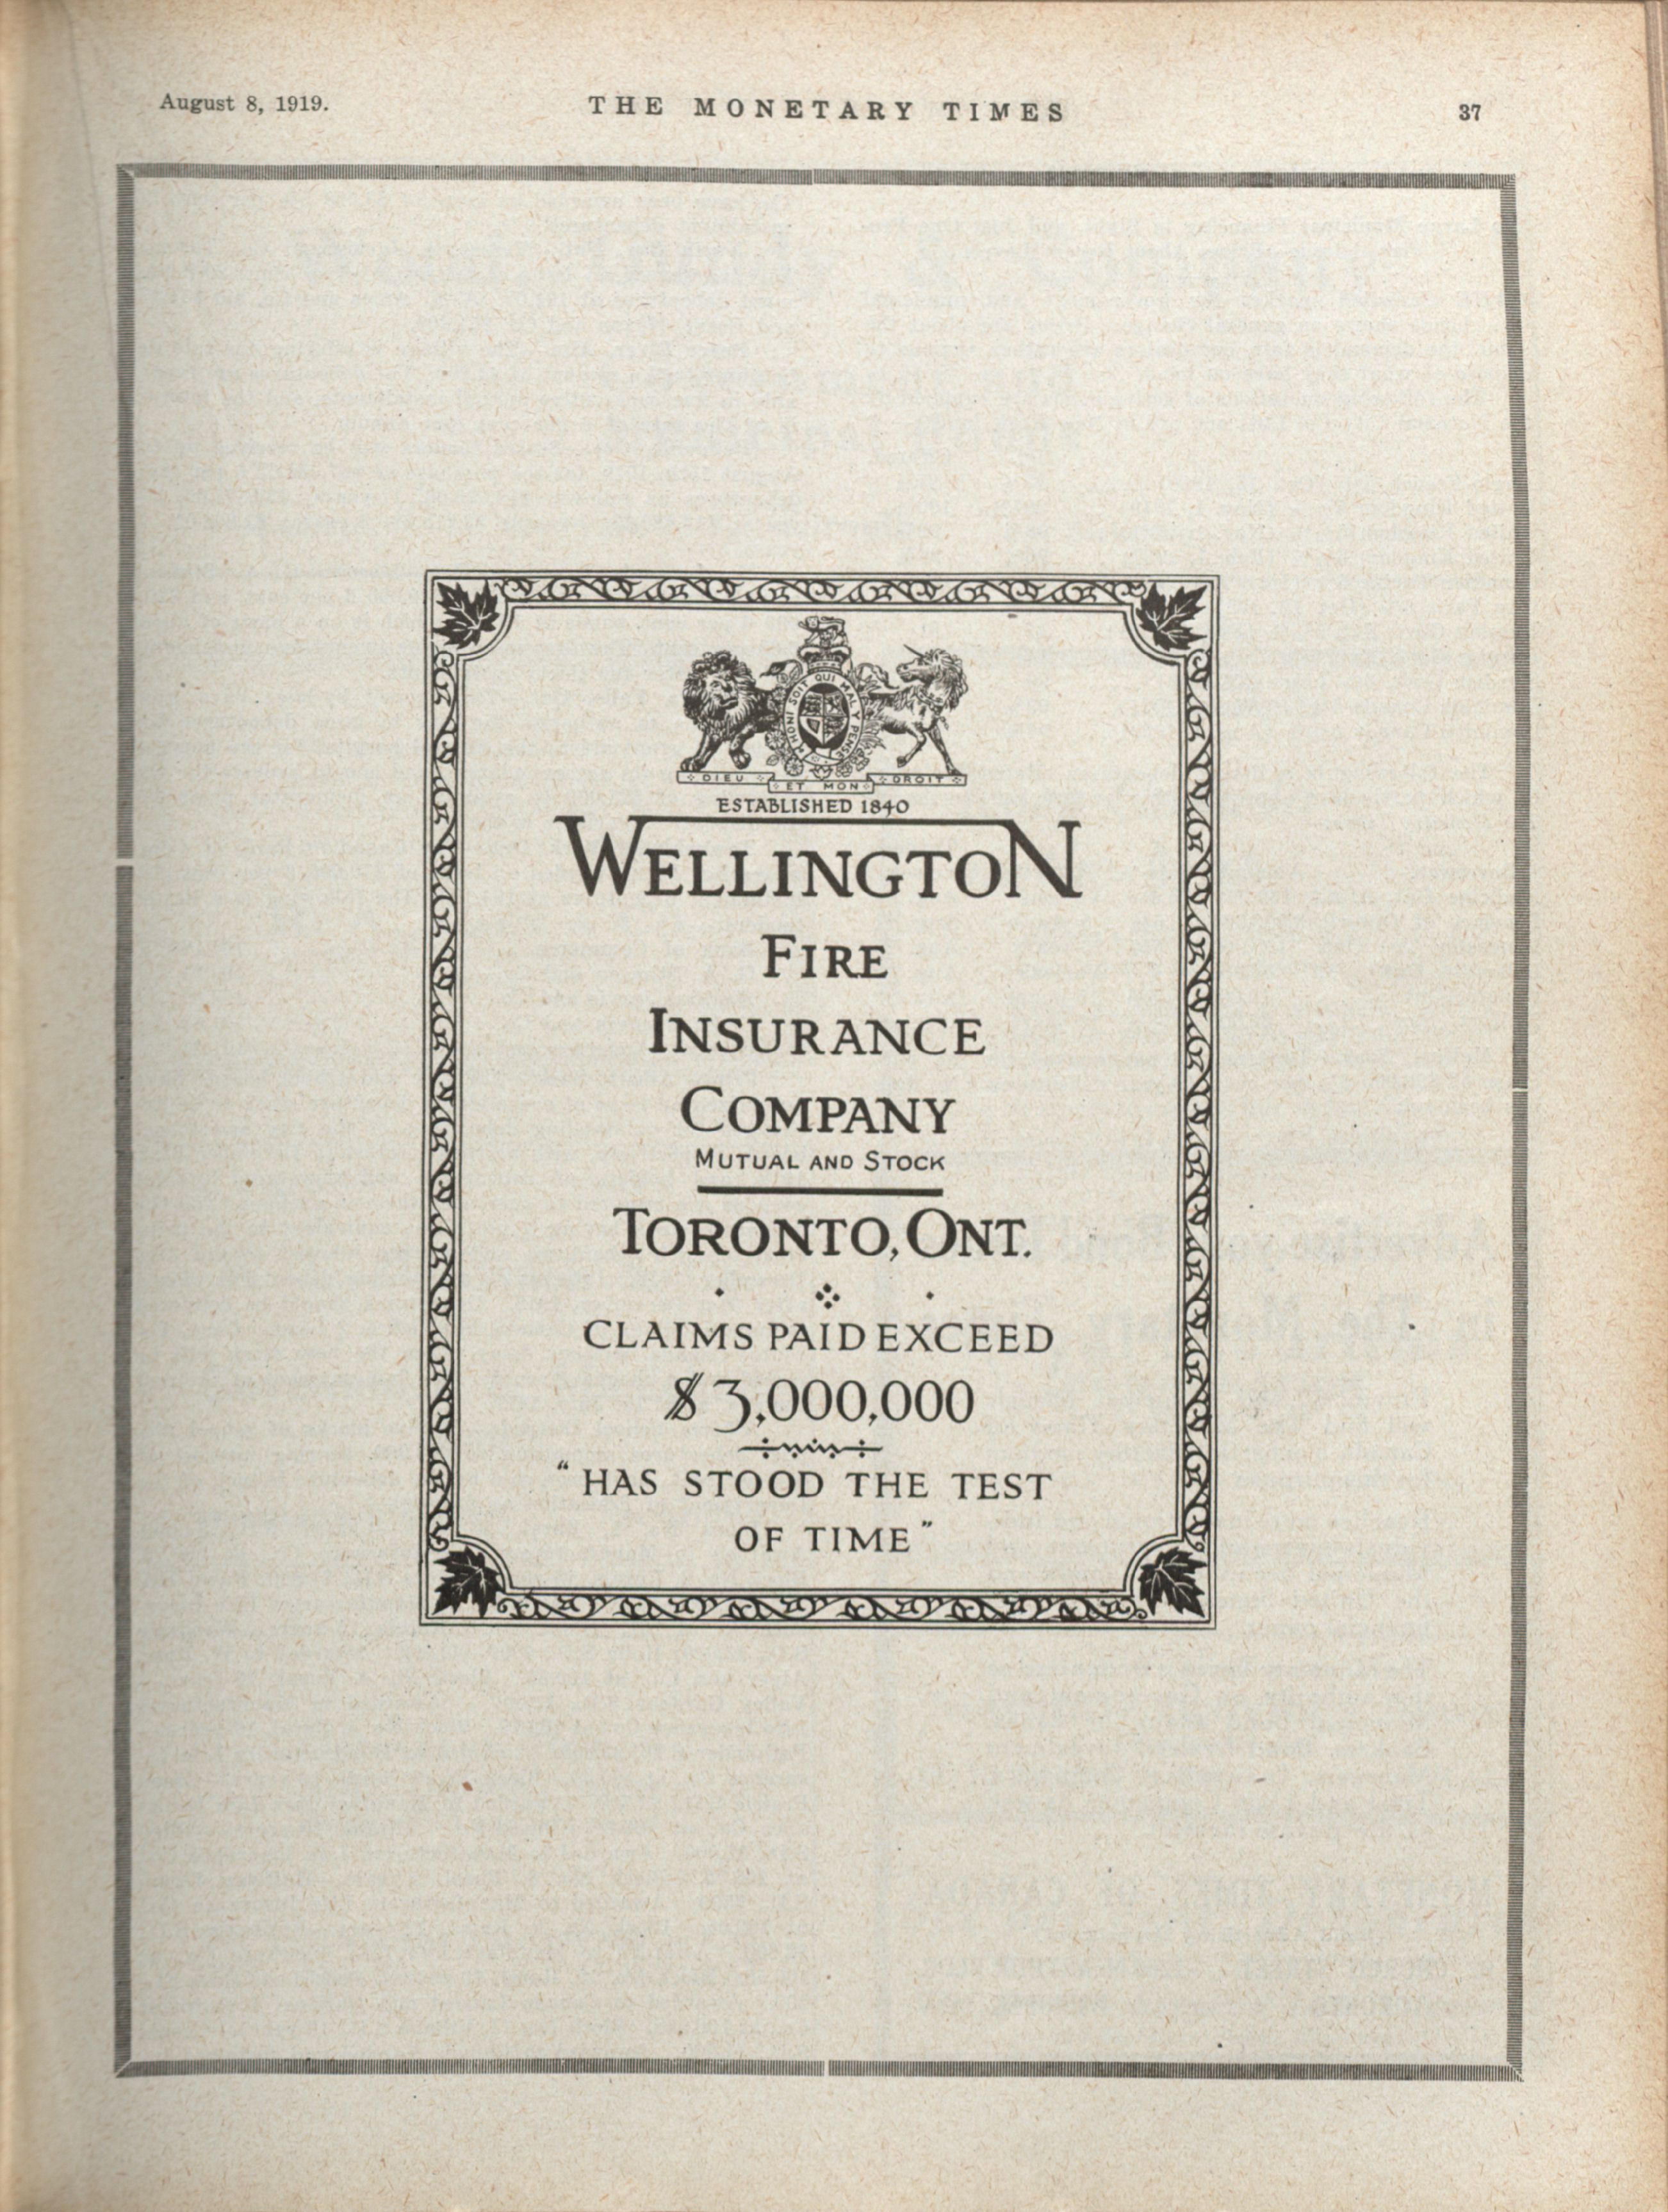 August 8, 1919.
THE MONETARY TIMES
37
HONI SOIT QUI MAL Y PENSE
DIEU ET MON DROIT
ESTABLISHED 1840
WELLINGTON
FIRE
INSURANCE
COMPANY
MUTUAL AND STOCK
TORONTO, ONT.
CLAIMS PAID EXCEED
$3,000,000
"HAS STOOD THE TEST
OF TIME"